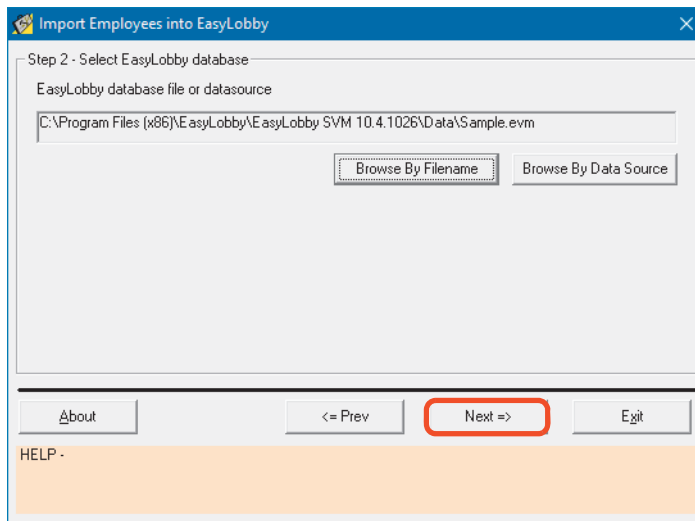 Import Employees into EasyLobby
Step 2 - Select EasyLobby database
EasyLobby database file or datasource
C:\Program Files (x86)\EasyLobby\EasyLobby SVM 10.4.1026\Data\Sample.evm
Browse By Filename Browse By Data Source
About <= Prev Next => Exit
HELP -